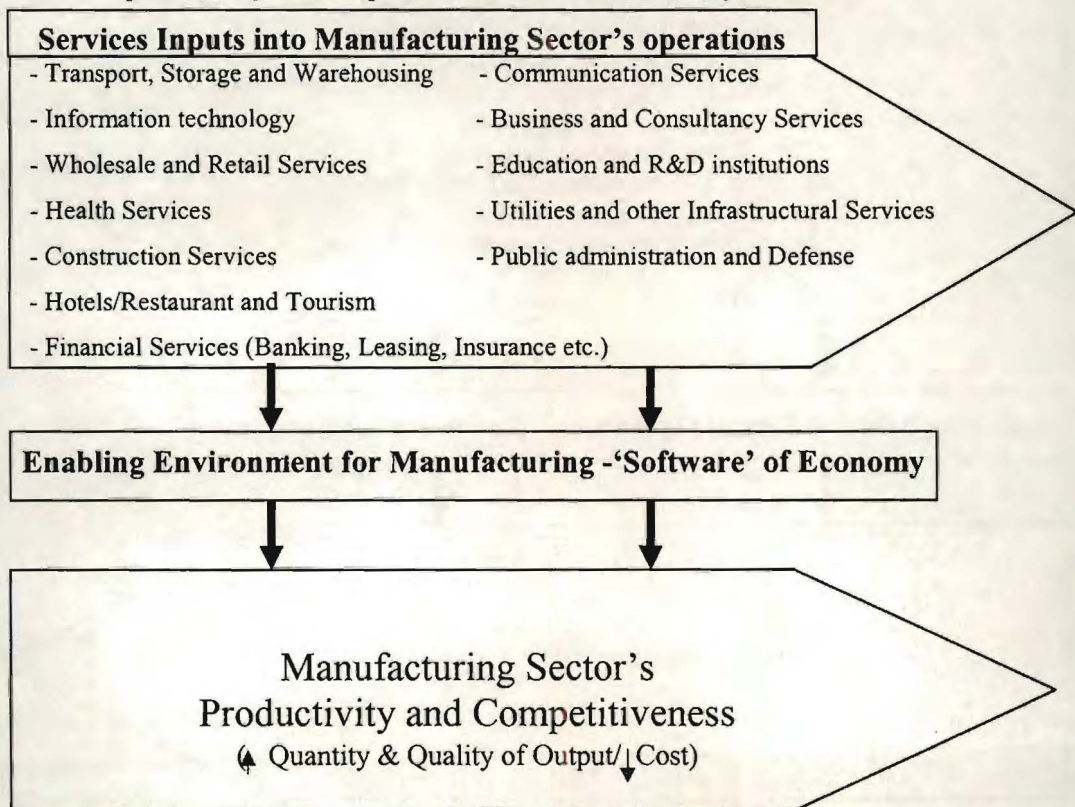 Services Inputs into Manufacturing Sector's operations
- Transport, Storage and Warehousing - Communication Services
- Information technology - Business and Consultancy Services
- Wholesale and Retail Services - Education and R&D institutions
- Health Services - Utilities and other Infrastructural Services
- Construction Services - Public administration and Defense
- Hotels/Restaurant and Tourism
- Financial Services (Banking, Leasing, Insurance etc.)
Enabling Environment for Manufacturing -'Software' of Economy
Manufacturing Sector's
Productivity and Competitiveness
(↑ Quantity & Quality of Output/↓Cost)